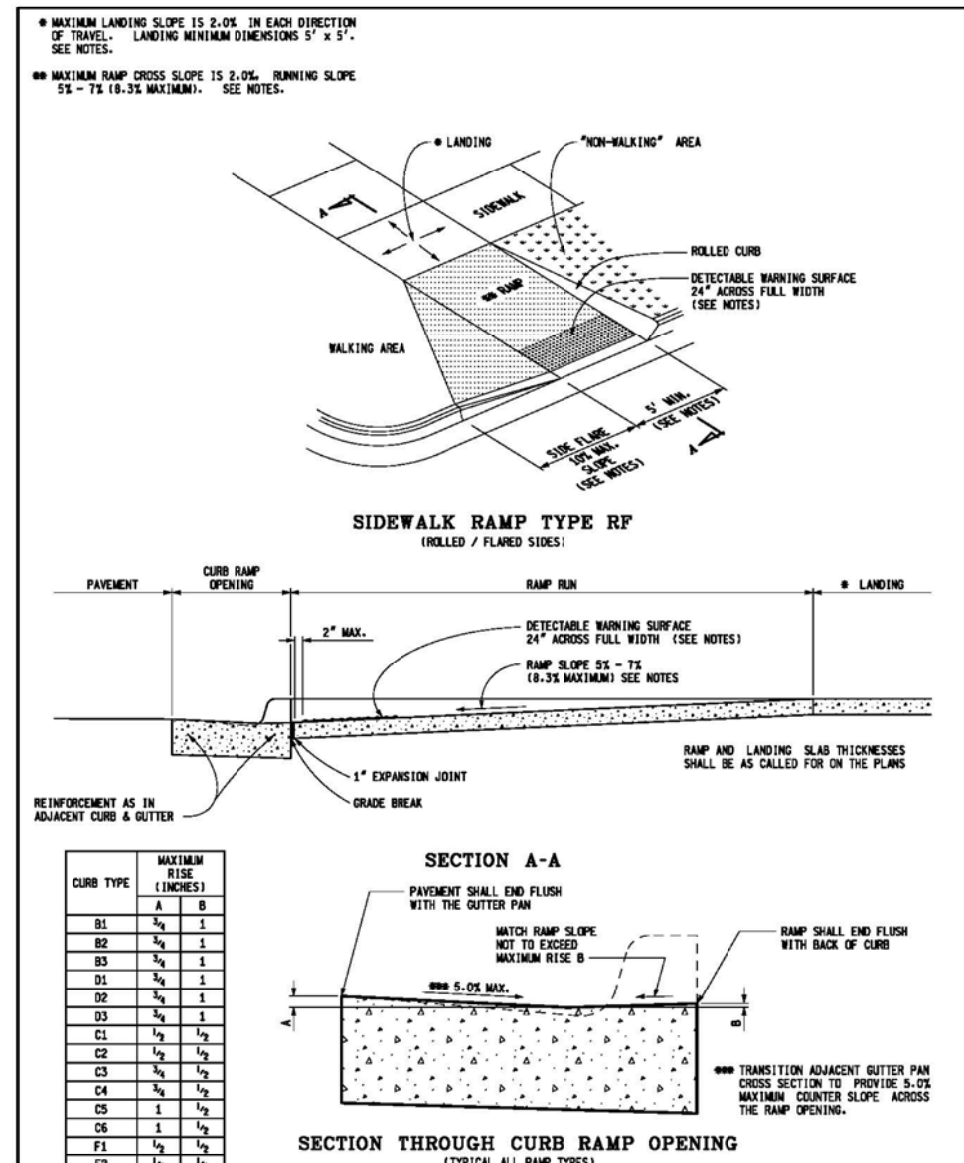 * MAXIMUM LANDING SLOPE IS 2.0% IN EACH DIRECTION
OF TRAVEL. LANDING MINIMUM DIMENSIONS 5' x 5'.
SEE NOTES.
** MAXIMUM RAMP CROSS SLOPE IS 2.0%. RUNNING SLOPE
5% - 7% (8.3% MAXIMUM). SEE NOTES.
* LANDING
"NON-WALKING" AREA
A
SIDEWALK
ROLLED CURB
DETECTABLE WARNING SURFACE
24" ACROSS FULL WIDTH
(SEE NOTES)
** RAMP
WALKING AREA
5' MIN.
(SEE NOTES)
SIDE FLARE
10% MAX.
SLOPE
(SEE NOTES)
A
SIDEWALK RAMP TYPE RF
(ROLLED / FLARED SIDES)
PAVEMENT
CURB RAMP
OPENING
RAMP RUN
* LANDING
2" MAX.
DETECTABLE WARNING SURFACE
24" ACROSS FULL WIDTH (SEE NOTES)
RAMP SLOPE 5% - 7%
(8.3% MAXIMUM) SEE NOTES
RAMP AND LANDING SLAB THICKNESSES
SHALL BE AS CALLED FOR ON THE PLANS
1" EXPANSION JOINT
GRADE BREAK
REINFORCEMENT AS IN
ADJACENT CURB & GUTTER
SECTION A-A
CURB TYPE
MAXIMUM
RISE
(INCHES)
A B
B1 3/4 1
B2 3/4 1
B3 3/4 1
D1 3/4 1
D2 3/4 1
D3 3/4 1
C1 1/2 1/2
C2 1/2 1/2
C3 3/4 1/2
C4 3/4 1/2
C5 1 1/2
C6 1 1/2
F1 1/2 1/2
PAVEMENT SHALL END FLUSH
WITH THE GUTTER PAN
MATCH RAMP SLOPE
NOT TO EXCEED
MAXIMUM RISE B
RAMP SHALL END FLUSH
WITH BACK OF CURB
*** 5.0% MAX.
A
B
*** TRANSITION ADJACENT GUTTER PAN
CROSS SECTION TO PROVIDE 5.0%
MAXIMUM COUNTER SLOPE ACROSS
THE RAMP OPENING.
SECTION THROUGH CURB RAMP OPENING
(TYPICAL ALL RAMP TYPES)